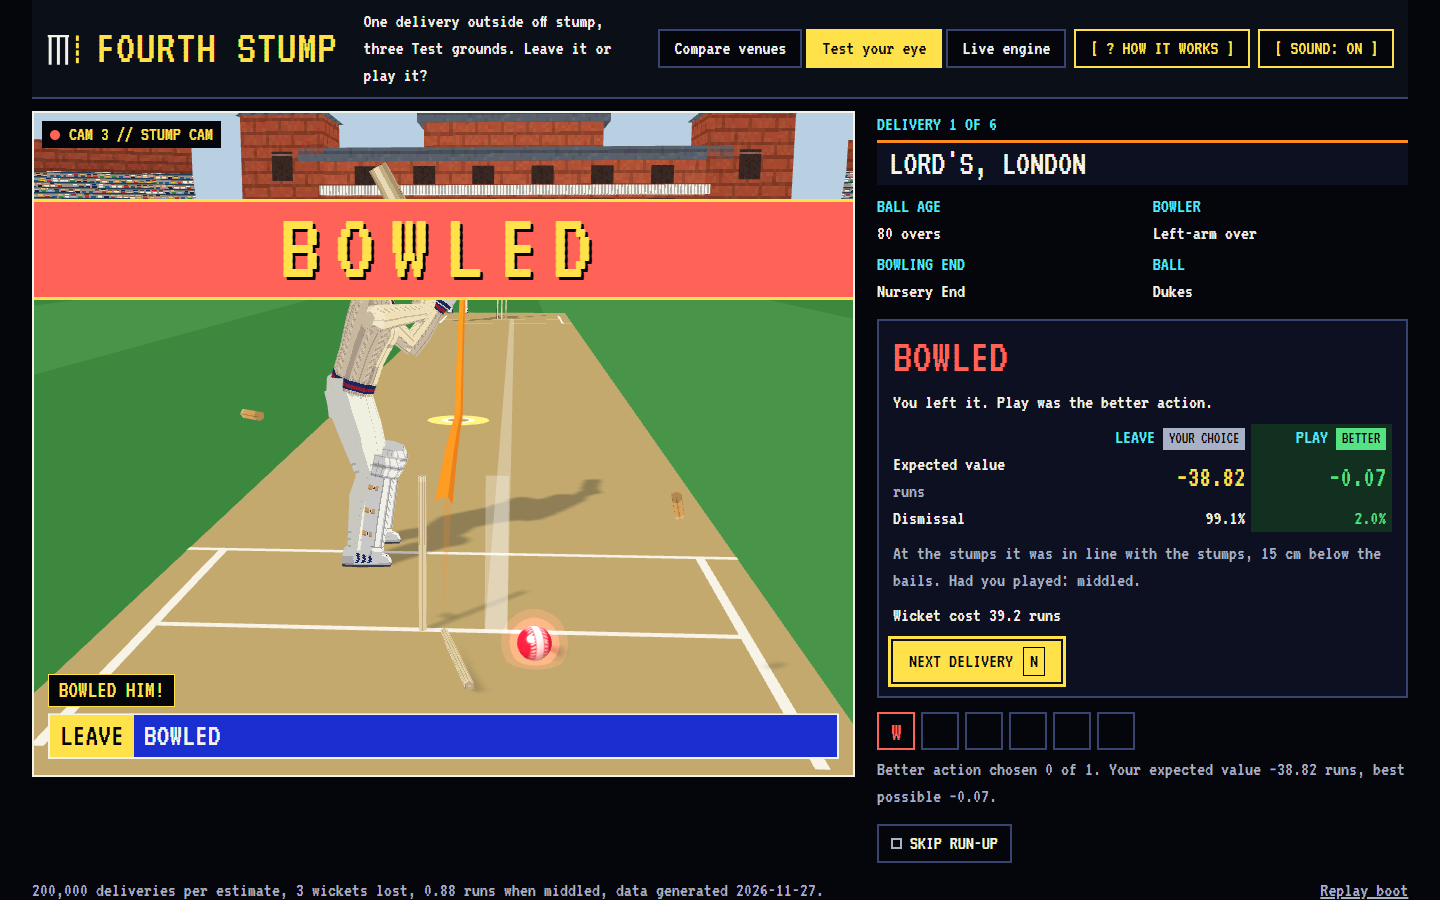 FOURTH STUMP
One delivery outside off stump,
three Test grounds. Leave it or
play it?
Compare venues
Test your eye
Live engine
[ ? HOW IT WORKS ]
[ SOUND: ON ]
CAM 3 // STUMP CAM
BOWLED
BOWLED HIM!
LEAVE BOWLED
DELIVERY 1 OF 6
LORD'S, LONDON
BALL AGE
80 overs
BOWLER
Left-arm over
BOWLING END
Nursery End
BALL
Dukes
BOWLED
You left it. Play was the better action.
LEAVE YOUR CHOICE PLAY BETTER
Expected value
runs
-38.82 -0.07
Dismissal 99.1% 2.0%
At the stumps it was in line with the stumps, 15 cm below the
bails. Had you played: middled.
Wicket cost 39.2 runs
NEXT DELIVERY N
W
Better action chosen 0 of 1. Your expected value -38.82 runs, best
possible -0.07.
SKIP RUN-UP
200,000 deliveries per estimate, 3 wickets lost, 0.88 runs when middled, data generated 2026-11-27.
Replay boot